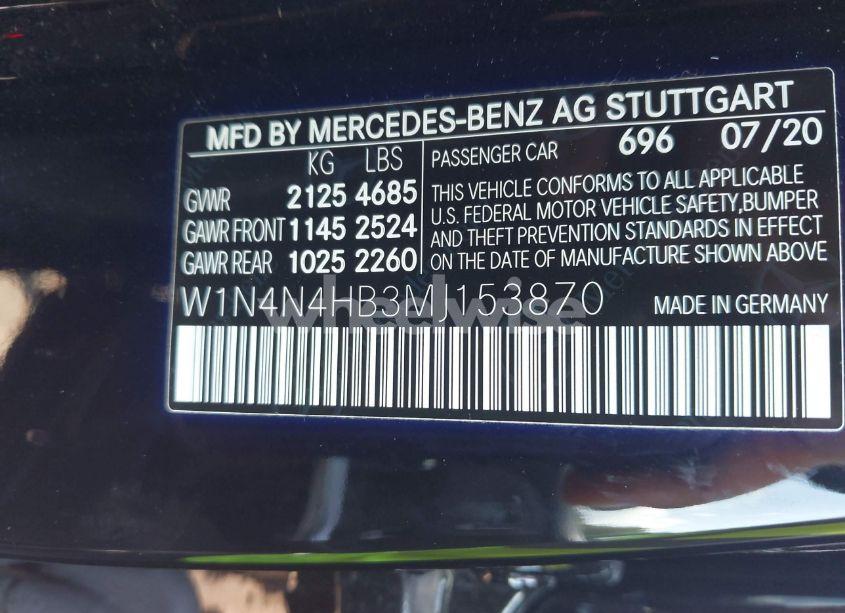 MFD BY MERCEDES-BENZ AG STUTTGART
KG LBS
GVWR 2125 4685
GAWR FRONT 1145 2524
GAWR REAR 1025 2260
PASSENGER CAR 696 07/20
THIS VEHICLE CONFORMS TO ALL APPLICABLE
U.S. FEDERAL MOTOR VEHICLE SAFETY,BUMPER
AND THEFT PREVENTION STANDARDS IN EFFECT
ON THE DATE OF MANUFACTURE SHOWN ABOVE
W1N4N4HB3MJ153870
MADE IN GERMANY
wheelwise